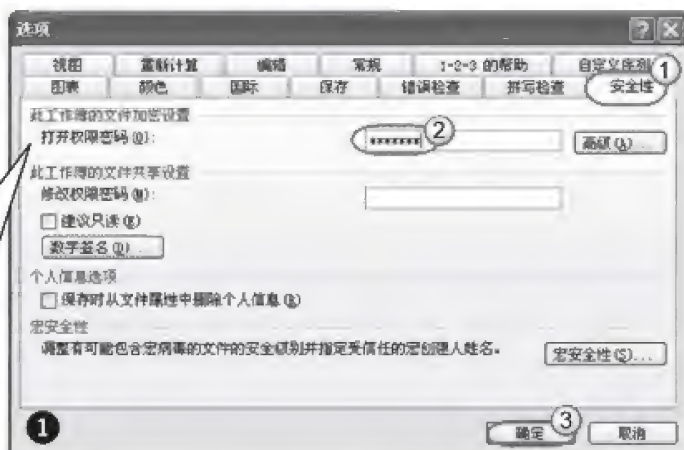 选项
视图 重新计算 编辑 常规 1-2-3 的帮助 自定义序列
图表 颜色 国际 保存 错误检查 拼写检查 安全性 ①
此工作簿的文件加密设置
打开权限密码(O): ******* ② 高级(A)...
此工作簿的文件共享设置
修改权限密码(M):
建议只读(E)
数字签名(D)...
个人信息选项
保存时从文件属性中删除个人信息(R)
宏安全性
调整有可能包含宏病毒的文件的安全级别并指定受信任的宏创建人姓名。 宏安全性(S)...
❶ 确定 ③ 取消